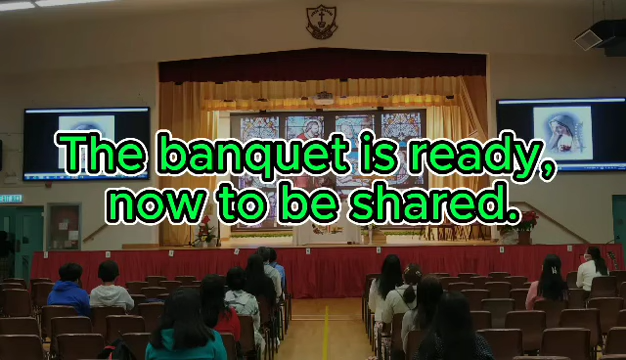 The banquet is ready,
now to be shared.